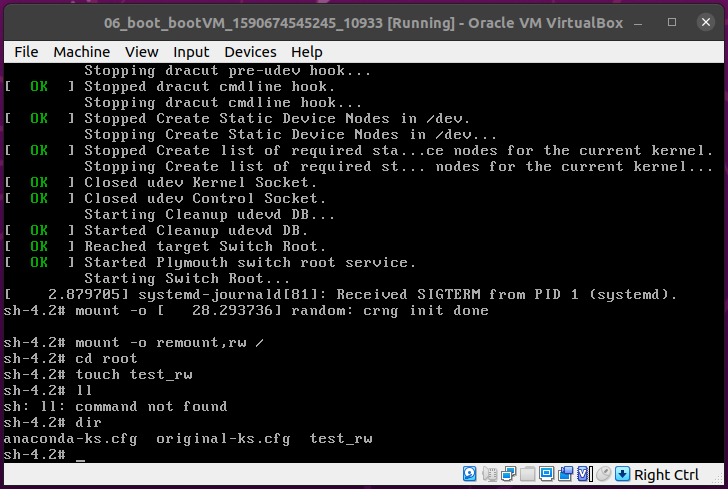 06_boot_bootVM_1590674545245_10933 [Running] - Oracle VM VirtualBox
File Machine View Input Devices Help
Stopping dracut pre-udev hook...
[  OK  ] Stopped dracut cmdline hook.
Stopping dracut cmdline hook...
[  OK  ] Stopped Create Static Device Nodes in /dev.
Stopping Create Static Device Nodes in /dev...
[  OK  ] Stopped Create list of required sta...ce nodes for the current kernel.
Stopping Create list of required st... nodes for the current kernel...
[  OK  ] Closed udev Kernel Socket.
[  OK  ] Closed udev Control Socket.
Starting Cleanup udevd DB...
[  OK  ] Started Cleanup udevd DB.
[  OK  ] Reached target Switch Root.
[  OK  ] Started Plymouth switch root service.
Starting Switch Root...
[    2.879705] systemd-journald[81]: Received SIGTERM from PID 1 (systemd).
sh-4.2# mount -o [   28.293736] random: crng init done
sh-4.2# mount -o remount,rw /
sh-4.2# cd root
sh-4.2# touch test_rw
sh-4.2# ll
sh: ll: command not found
sh-4.2# dir
anaconda-ks.cfg  original-ks.cfg  test_rw
sh-4.2# _
Right Ctrl